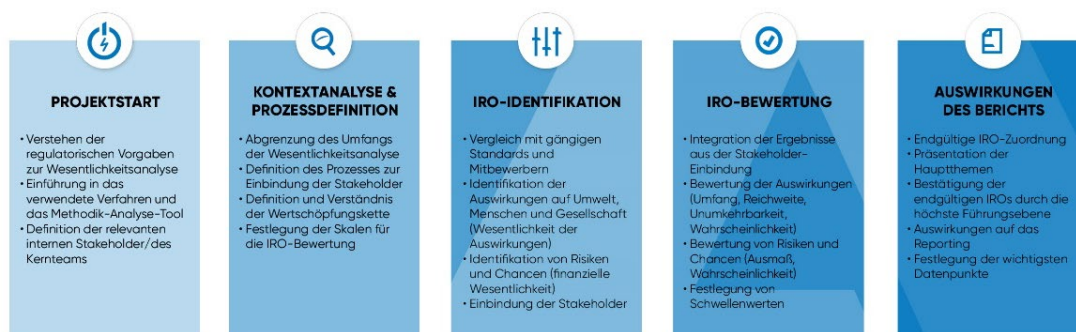 PROJEKTSTART
• Verstehen der
regulatorischen Vorgaben
zur Wesentlichkeitsanalyse
• Einführung in das
verwendete Verfahren und
das Methodik-Analyse-Tool
• Definition der relevanten
internen Stakeholder/des
Kernteams
KONTEXTANALYSE &
PROZESSDEFINITION
• Abgrenzung des Umfangs
der Wesentlichkeitsanalyse
• Definition des Prozesses zur
Einbindung der Stakeholder
• Definition und Verständnis
der Wertschöpfungskette
• Festlegung der Skalen für
die IRO-Bewertung
IRO-IDENTIFIKATION
• Vergleich mit gängigen
Standards und
Mitbewerbern
• Identifikation der
Auswirkungen auf Umwelt,
Menschen und Gesellschaft
(Wesentlichkeit der
Auswirkungen)
• Identifikation von Risiken
und Chancen (finanzielle
Wesentlichkeit)
• Einbindung der Stakeholder
IRO-BEWERTUNG
• Integration der Ergebnisse
aus der Stakeholder-
Einbindung
• Bewertung der Auswirkungen
(Umfang, Reichweite,
Unumkehrbarkeit,
Wahrscheinlichkeit)
• Bewertung von Risiken und
Chancen (Ausmaß,
Wahrscheinlichkeit)
• Festlegung von
Schwellenwerten
AUSWIRKUNGEN
DES BERICHTS
• Endgültige IRO-Zuordnung
• Präsentation der
Hauptthemen
• Bestätigung der
endgültigen IROs durch die
höchste Führungsebene
• Auswirkungen auf das
Reporting
• Festlegung der wichtigsten
Datenpunkte